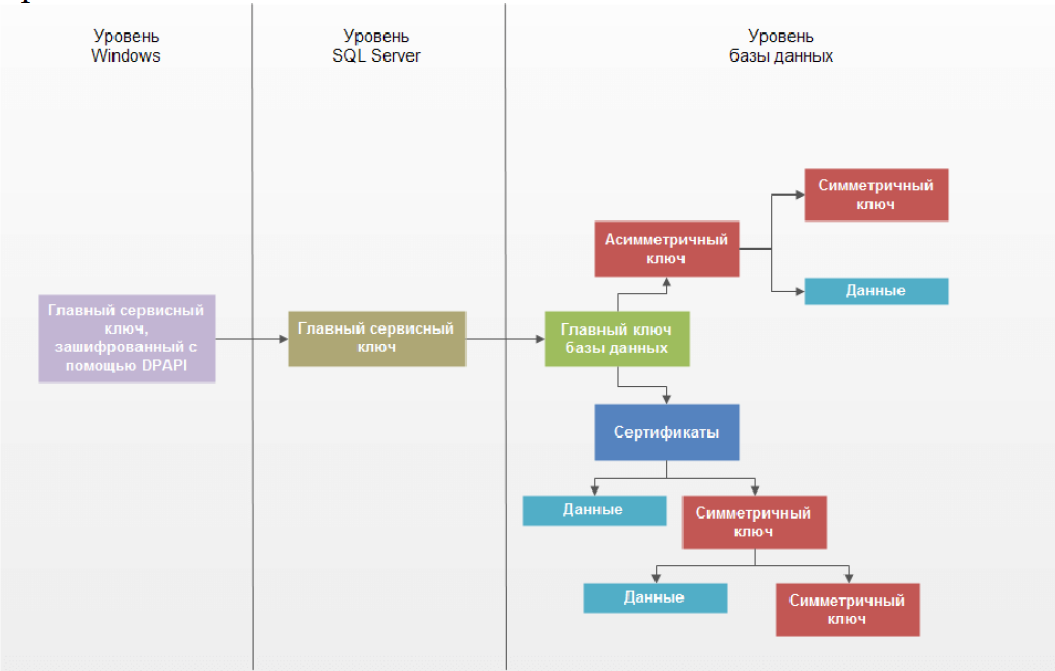 Уровень
Windows
Уровень
SQL Server
Уровень
базы данных
Симметричный
ключ
Асимметричный
ключ
Данные
Главный сервисный
ключ,
зашифрованный с
помощью DPAPI
Главный сервисный
ключ
Главный ключ
базы данных
Сертификаты
Данные
Симметричный
ключ
Данные
Симметричный
ключ